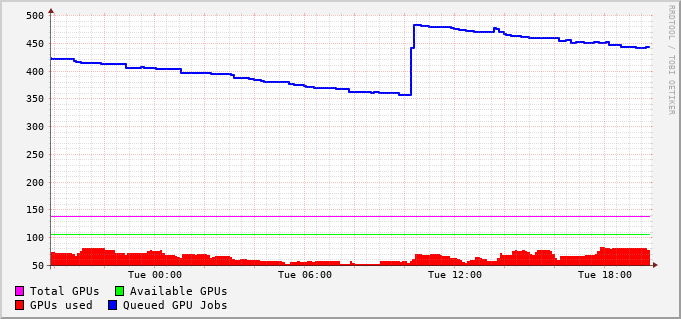 500
450
400
350
300
250
200
150
100
50
Tue 00:00 Tue 06:00 Tue 12:00 Tue 18:00
Total GPUs Available GPUs
GPUs used Queued GPU Jobs
RRDTOOL / TOBI OETIKER